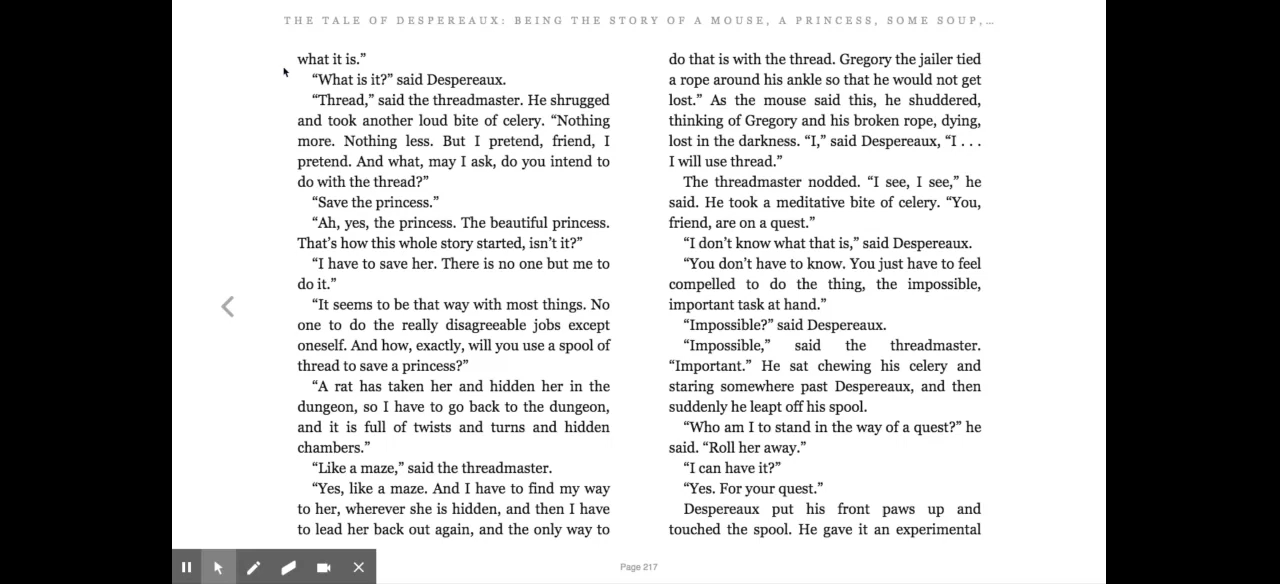 THE TALE OF DESPEREAUX: BEING THE STORY OF A MOUSE, A PRINCESS, SOME SOUP,...
what it is.”
“What is it?” said Despereaux.
“Thread,” said the threadmaster. He shrugged
and took another loud bite of celery. “Nothing
more. Nothing less. But I pretend, friend, I
pretend. And what, may I ask, do you intend to
do with the thread?”
“Save the princess.”
“Ah, yes, the princess. The beautiful princess.
That’s how this whole story started, isn’t it?”
“I have to save her. There is no one but me to
do it.”
“It seems to be that way with most things. No
one to do the really disagreeable jobs except
oneself. And how, exactly, will you use a spool of
thread to save a princess?”
“A rat has taken her and hidden her in the
dungeon, so I have to go back to the dungeon,
and it is full of twists and turns and hidden
chambers.”
“Like a maze,” said the threadmaster.
“Yes, like a maze. And I have to find my way
to her, wherever she is hidden, and then I have
to lead her back out again, and the only way to
do that is with the thread. Gregory the jailer tied
a rope around his ankle so that he would not get
lost.” As the mouse said this, he shuddered,
thinking of Gregory and his broken rope, dying,
lost in the darkness. “I,” said Despereaux, “I . . .
I will use thread.”
The threadmaster nodded. “I see, I see,” he
said. He took a meditative bite of celery. “You,
friend, are on a quest.”
“I don’t know what that is,” said Despereaux.
“You don’t have to know. You just have to feel
compelled to do the thing, the impossible,
important task at hand.”
“Impossible?” said Despereaux.
“Impossible,” said the threadmaster.
“Important.” He sat chewing his celery and
staring somewhere past Despereaux, and then
suddenly he leapt off his spool.
“Who am I to stand in the way of a quest?” he
said. “Roll her away.”
“I can have it?”
“Yes. For your quest.”
Despereaux put his front paws up and
touched the spool. He gave it an experimental
Page 217